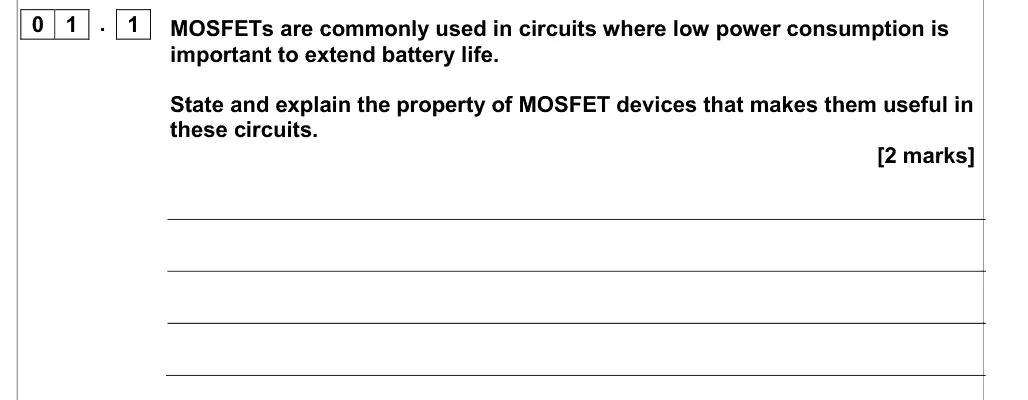 0 1 . 1 MOSFETs are commonly used in circuits where low power consumption is
important to extend battery life.
State and explain the property of MOSFET devices that makes them useful in
these circuits.
[2 marks]